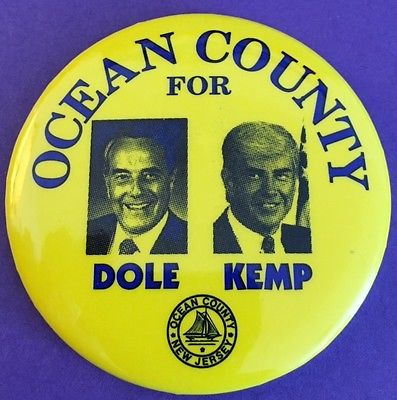 OCEAN COUNTY
FOR
DOLE KEMP
OCEAN COUNTY
NEW JERSEY